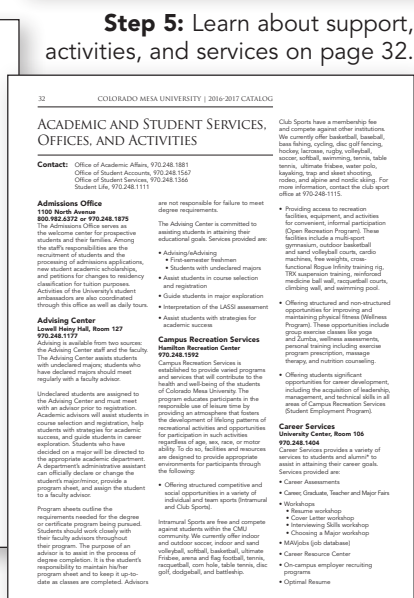 Step 5: Learn about support,
activities, and services on page 32.
32 COLORADO MESA UNIVERSITY | 2016-2017 CATALOG
ACADEMIC AND STUDENT SERVICES,
OFFICES, AND ACTIVITIES
Contact: Office of Academic Affairs, 970.248.1881
Office of Student Accounts, 970.248.1567
Office of Student Services, 970.248.1366
Student Life, 970.248.1111
Admissions Office
1100 North Avenue
800.982.6372 or 970.248.1875
The Admissions Office serves as
the welcome center for prospective
students and their families. Among
the staff's responsibilities are the
recruitment of students and the
processing of admissions applications,
new student academic scholarships,
and petitions for changes to residency
classification for tuition purposes.
Activities of the University's student
ambassadors are also coordinated
through this office as well as daily tours.
Advising Center
Lowell Heiny Hall, Room 127
970.248.1177
Advising is available from two sources:
the Advising Center staff and the faculty.
The Advising Center assists students
with undeclared majors; students who
have declared majors should meet
regularly with a faculty advisor.
Undeclared students are assigned to
the Advising Center and must meet
with an advisor prior to registration.
Academic advisors will assist students in
course selection and registration, help
students with strategies for academic
success, and guide students in career
exploration. Students who have
decided on a major will be directed to
the appropriate academic department.
A department's administrative assistant
can officially declare or change the
student's major/minor, provide a
program sheet, and assign the student
to a faculty advisor.
Program sheets outline the
requirements needed for the degree
or certificate program being pursued.
Students should work closely with
their faculty advisors throughout
their program. The purpose of an
advisor is to assist in the process of
degree completion. It is the student's
responsibility to maintain his/her
program sheet and to keep it up-to-
date as classes are completed. Advisors
are not responsible for failure to meet
degree requirements.
The Advising Center is committed to
assisting students in attaining their
educational goals. Services provided are:
• Advising/eAdvising
• First-semester freshmen
• Students with undeclared majors
• Assist students in course selection
and registration
• Guide students in major exploration
• Interpretation of the LASSI assessment
• Assist students with strategies for
academic success
Campus Recreation Services
Hamilton Recreation Center
970.248.1592
Campus Recreation Services is
established to provide varied programs
and services that will contribute to the
health and well-being of the students
of Colorado Mesa University. The
program educates participants in the
responsible use of leisure time by
providing an atmosphere that fosters
the development of lifelong patterns of
recreational activities and opportunities
for participation in such activities
regardless of age, sex, race, or motor
ability. To do so, facilities and resources
are designed to provide appropriate
environments for participants through
the following:
• Offering structured competitive and
social opportunities in a variety of
individual and team sports (Intramural
and Club Sports).
Intramural Sports are free and compete
against students within the CMU
community. We currently offer indoor
and outdoor soccer, indoor and sand
volleyball, softball, basketball, ultimate
Frisbee, arena and flag football, tennis,
racquetball, corn hole, table tennis, disc
golf, dodgeball, and battleship.
Club Sports have a membership fee
and compete against other institutions.
We currently offer basketball, baseball,
bass fishing, cycling, disc golf, fencing,
hockey, lacrosse, rugby, volleyball,
soccer, softball, swimming, tennis, table
tennis, ultimate frisbee, water polo,
kayaking, trap and skeet shooting,
rodeo, and alpine and nordic skiing. For
more information, contact the club sport
office at 970-248-1115.
• Providing access to recreation
facilities, equipment, and activities
for convenient, informal participation
(Open Recreation Program). These
facilities include a multi-sport
gymnasium, outdoor basketball
and sand volleyball courts, cardio
machines, free weights, cross-
functional Rogue Infinity training rig,
TRX suspension training, reinforced
medicine ball wall, racquetball courts,
climbing wall, and swimming pool.
• Offering structured and non-structured
opportunities for improving and
maintaining physical fitness (Wellness
Program). These opportunities include
group exercise classes like yoga
and Zumba, wellness assessments,
personal training including exercise
program prescription, massage
therapy, and nutrition counseling.
• Offering students significant
opportunities for career development,
including the acquisition of leadership,
management, and technical skills in all
areas of Campus Recreation Services
(Student Employment Program).
Career Services
University Center, Room 106
970.248.1404
Career Services provides a variety of
services to students and alumni* to
assist in attaining their career goals.
Services provided are:
• Career Assessments
• Career, Graduate, Teacher and Major Fairs
• Workshops
• Resume workshop
• Cover Letter workshop
• Interviewing Skills workshop
• Choosing a Major workshop
• MAVjobs (job database)
• Career Resource Center
• On-campus employer recruiting
programs
• Optimal Resume